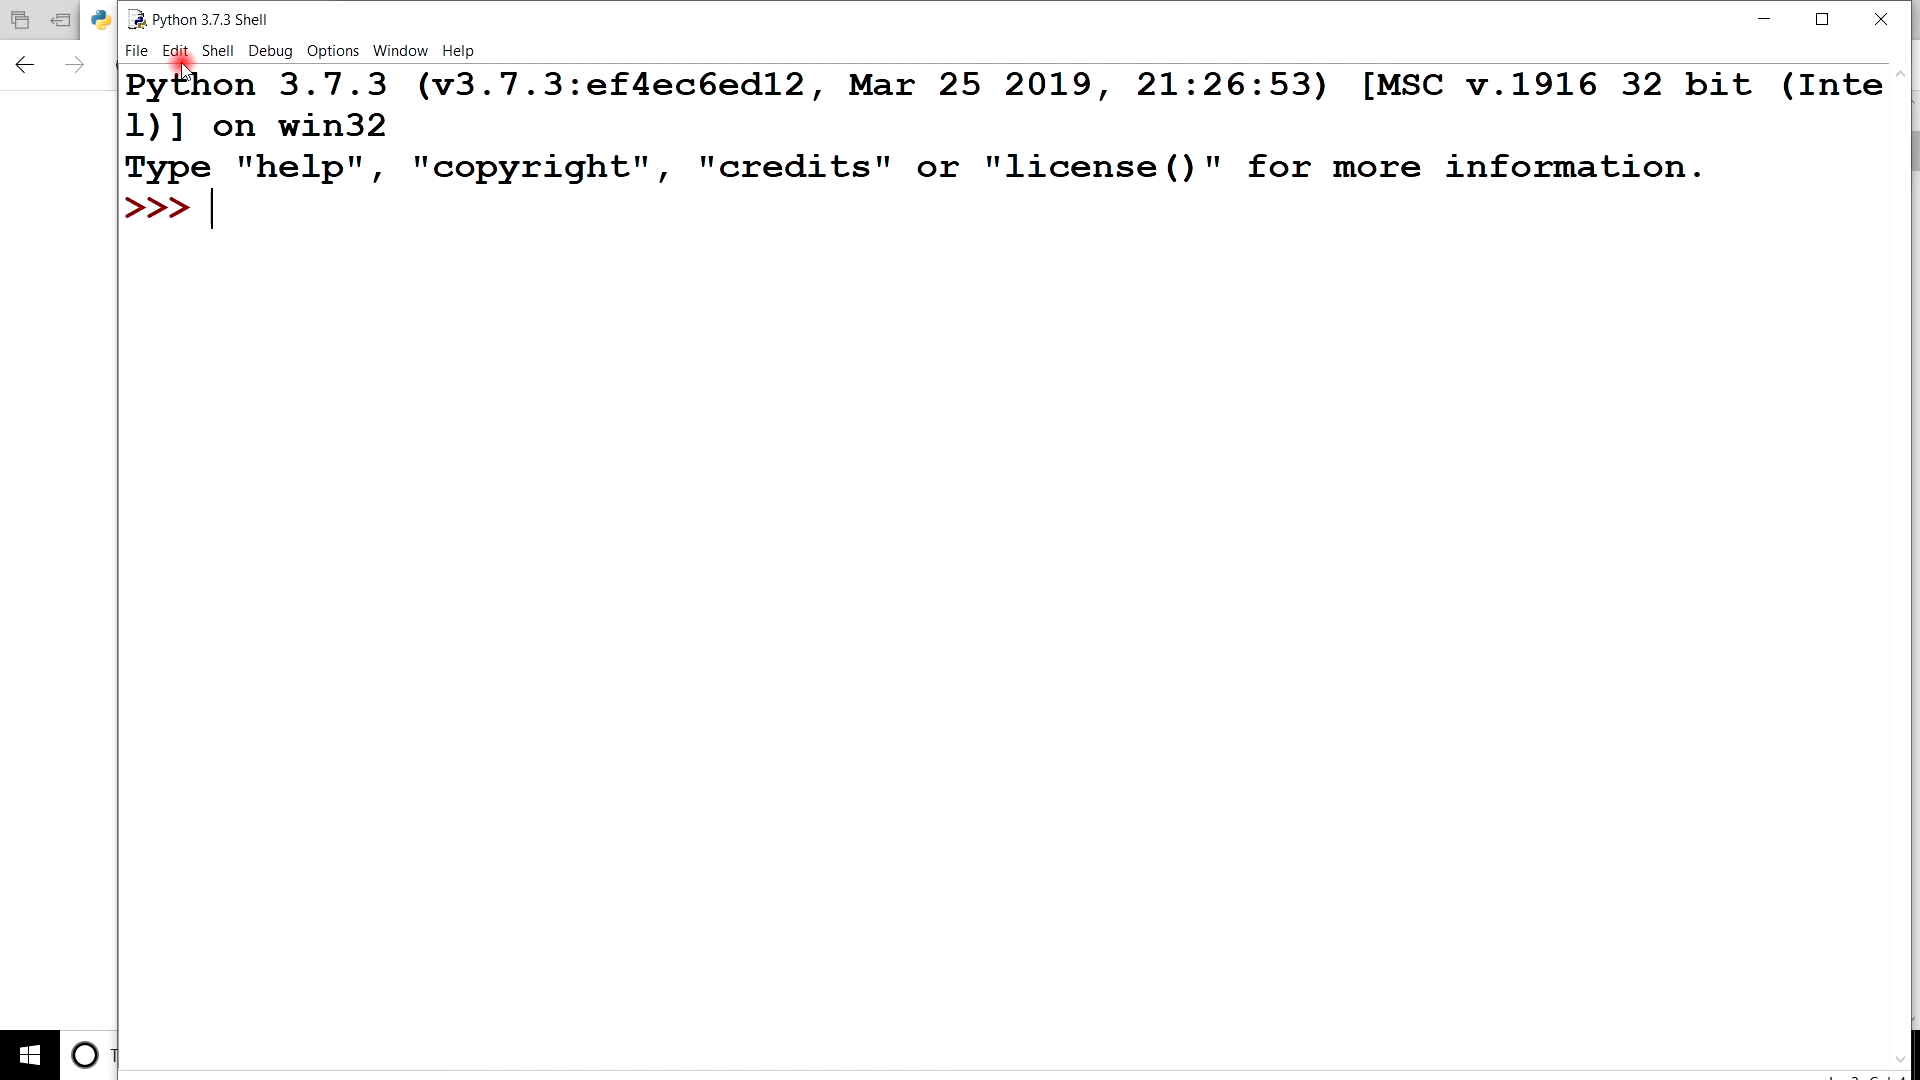 Python 3.7.3 Shell
File Edit Shell Debug Options Window Help
Python 3.7.3 (v3.7.3:ef4ec6ed12, Mar 25 2019, 21:26:53) [MSC v.1916 32 bit (Inte
l)] on win32
Type "help", "copyright", "credits" or "license()" for more information.
>>>